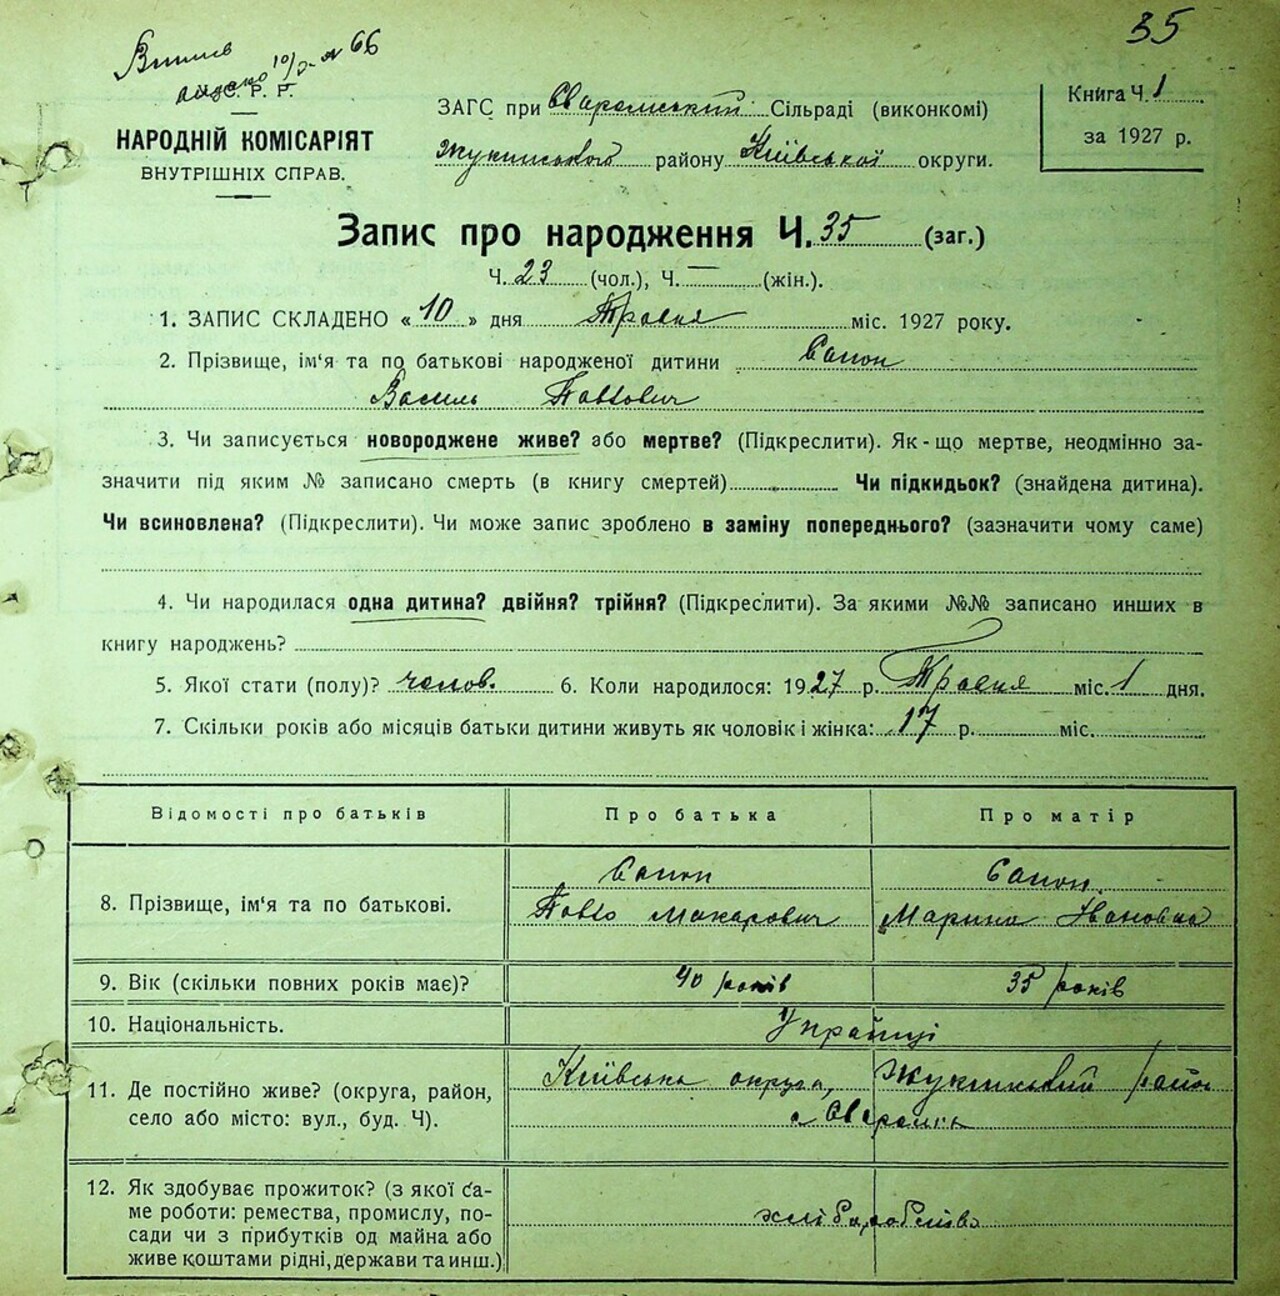 35
Витяг
видано 10/V-66
С. Р. Р.
НАРОДНІЙ КОМІСАРІЯТ
ВНУТРІШНІХ СПРАВ.
ЗАГС при Сваромський Сільраді (виконкомі)
Жукинського району Київської округи.
Книга Ч. 1
за 1927 р.
Запис про народження Ч. 35 (заг.)
Ч. 23 (чол.), Ч. — (жін.).
1. ЗАПИС СКЛАДЕНО «10» дня Травня міс. 1927 року.
2. Прізвище, ім‘я та по батькові народженої дитини Сапон
Василь Павлович
3. Чи записується новороджене живе? або мертве? (Підкреслити). Як-що мертве, неодмінно за-
значити під яким № записано смерть (в книгу смертей) Чи підкидьок? (знайдена дитина).
Чи всиновлена? (Підкреслити). Чи може запис зроблено в заміну попереднього? (зазначити чому саме)
4. Чи народилася одна дитина? двійня? трійня? (Підкреслити). За якими №№ записано инших в
книгу народжень?
5. Якої стати (полу)? чолов. 6. Коли народилося: 1927 р. Травня міс. 1 дня.
7. Скільки років або місяців батьки дитини живуть як чоловік і жінка: 17 р. міс.
Відомості про батьків Про батька Про матір
8. Прізвище, ім‘я та по батькові. Сапон Павло Макарович Сапон Марина Івановна
9. Вік (скільки повних років має)? 40 років 35 років
10. Національність. Українці
11. Де постійно живе? (округа, район, Київська округа, Жукинський район
село або місто: вул., буд. Ч). с Сваромя
12. Як здобуває прожиток? (з якої са-
ме роботи: ремества, промислу, по- хліборобство
сади чи з прибутків од майна або
живе коштами рідні, держави та инш.)